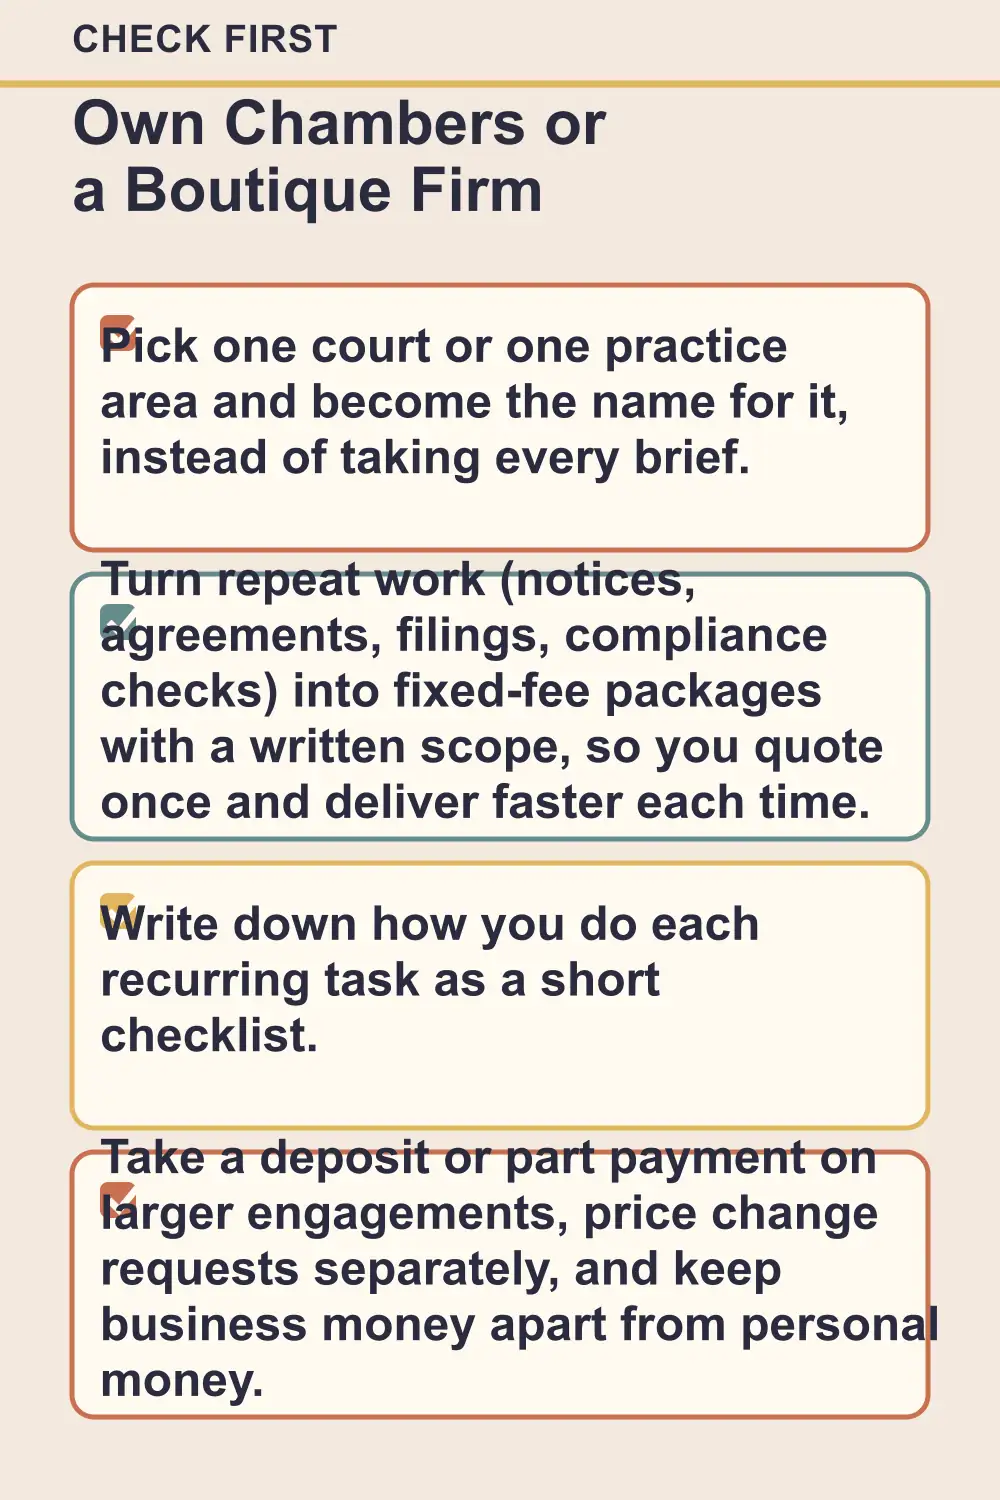 CHECK FIRST
Own Chambers or
a Boutique Firm
Pick one court or one practice
area and become the name for it,
instead of taking every brief.
Turn repeat work (notices,
agreements, filings, compliance
checks) into fixed-fee packages
with a written scope, so you quote
once and deliver faster each time.
Write down how you do each
recurring task as a short
checklist.
Take a deposit or part payment on
larger engagements, price change
requests separately, and keep
business money apart from personal
money.